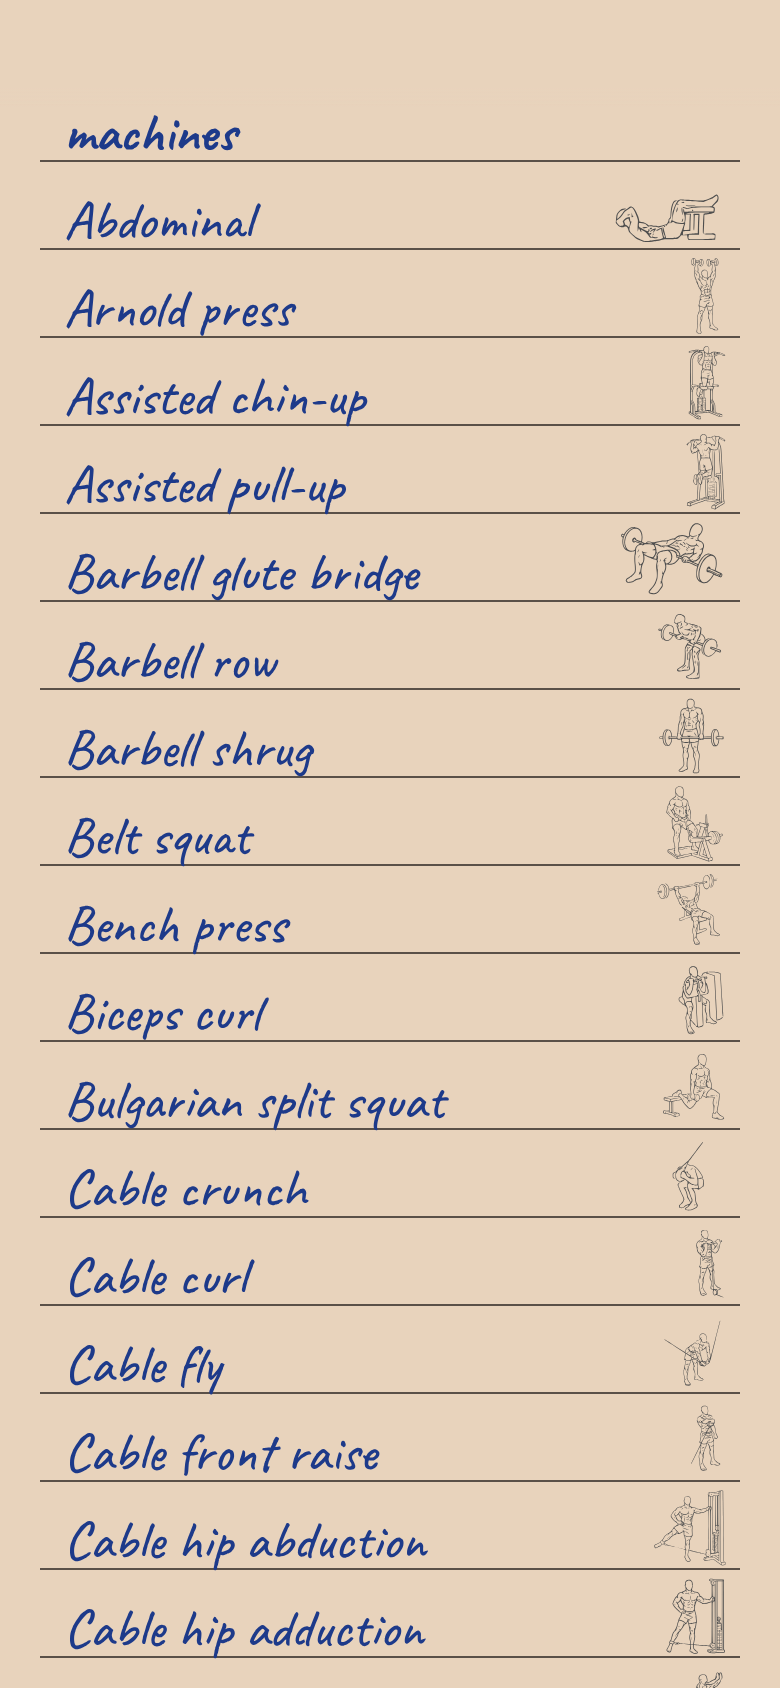 machines
Abdominal
Arnold press
Assisted chin-up
Assisted pull-up
Barbell glute bridge
Barbell row
Barbell shrug
Belt squat
Bench press
Biceps curl
Bulgarian split squat
Cable crunch
Cable curl
Cable fly
Cable front raise
Cable hip abduction
Cable hip adduction